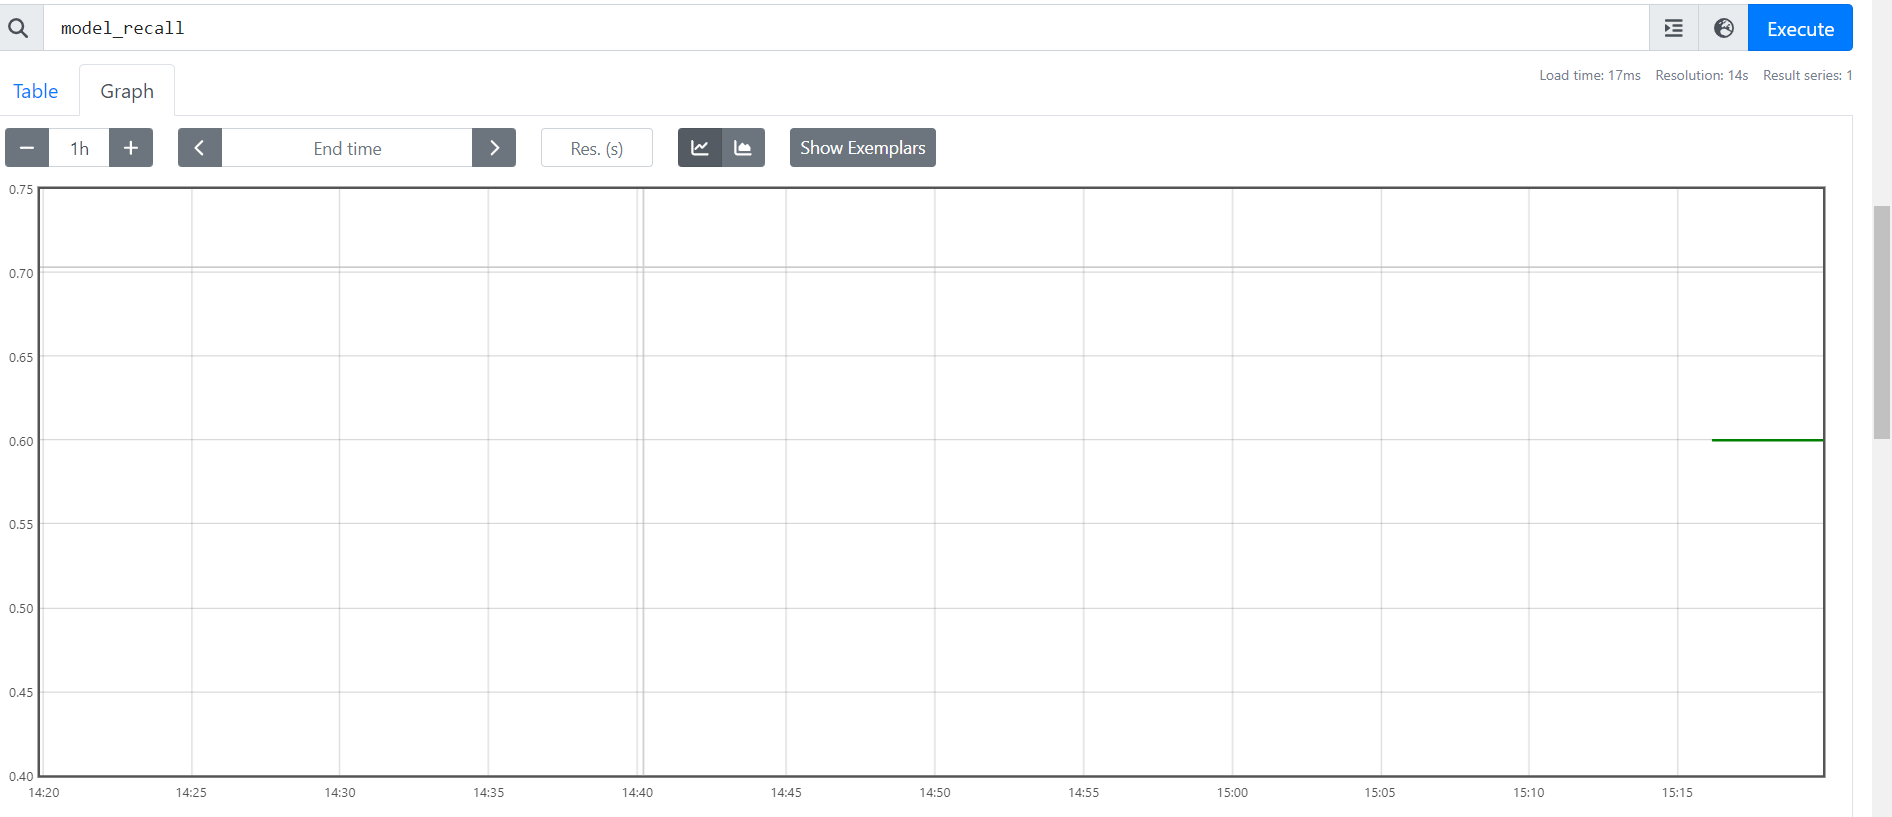 model_recall
Execute
Load time: 17ms Resolution: 14s Result series: 1
Table Graph
1h End time Res. (s) Show Exemplars
0.75
0.70
0.65
0.60
0.55
0.50
0.45
0.40
14:20 14:25 14:30 14:35 14:40 14:45 14:50 14:55 15:00 15:05 15:10 15:15